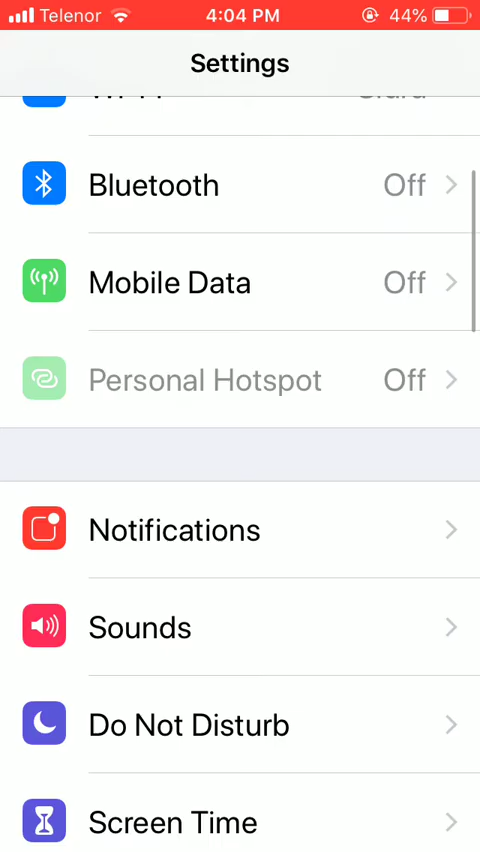 Telenor 4:04 PM 44%
Settings
Bluetooth Off
Mobile Data Off
Personal Hotspot Off
Notifications
Sounds
Do Not Disturb
Screen Time